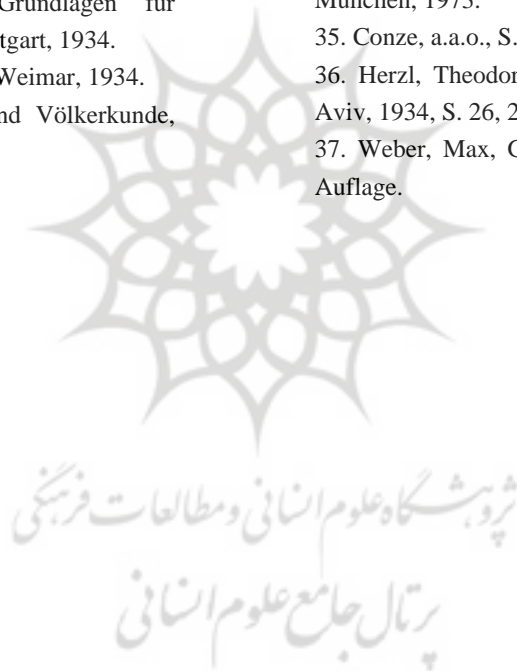 Grundlagen für
tgart, 1934.
Weimar, 1934.
nd Völkerkunde,
München, 1973.
35. Conze, a.a.o., S.
36. Herzl, Theodor
Aviv, 1934, S. 26, 2
37. Weber, Max,
Auflage.
پژوهشگاه علوم انسانی و مطالعات فرهنگی
پرتال جامع علوم انسانی